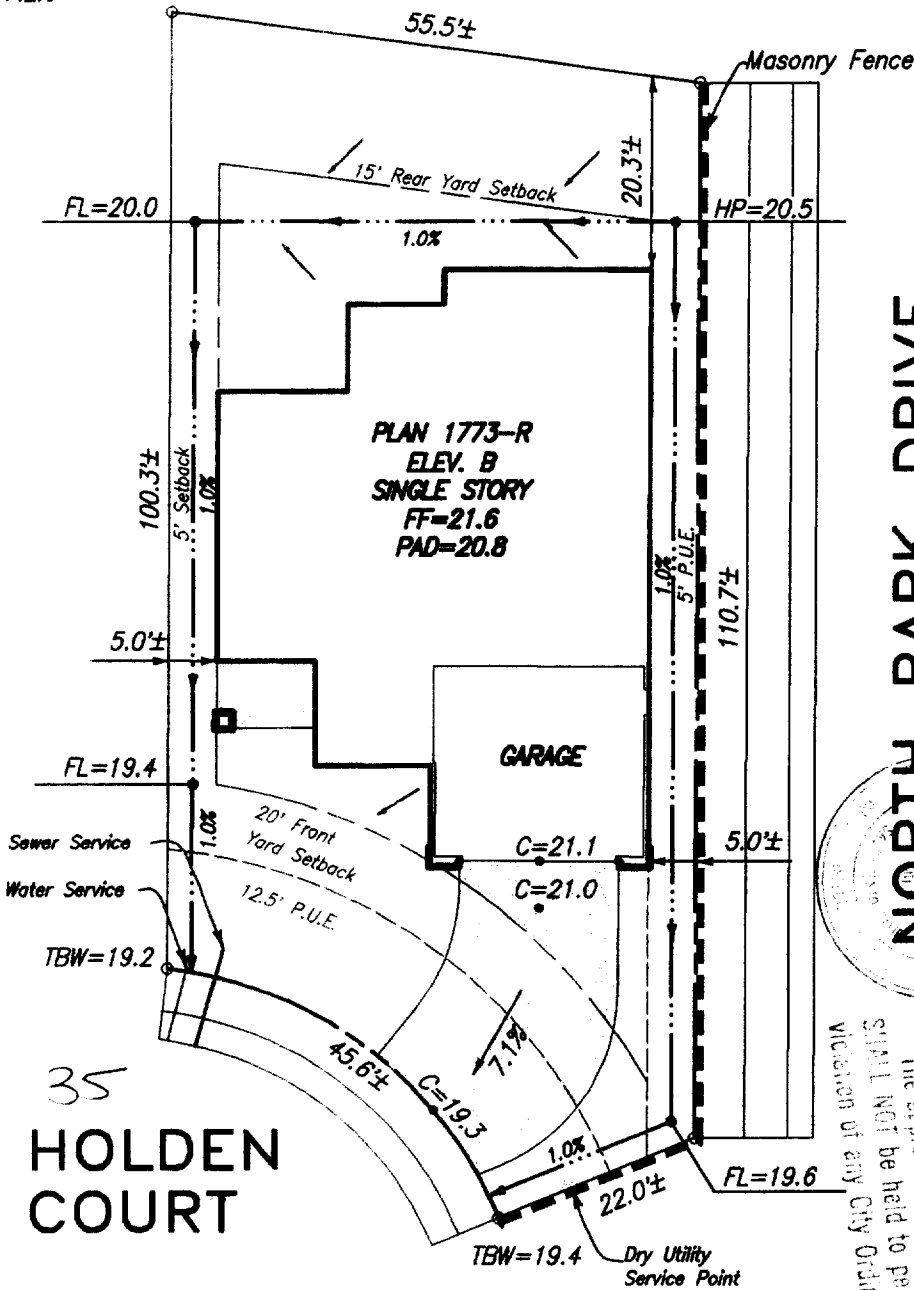 55.5'±
Masonry Fence
15' Rear Yard Setback
20.3'±
FL=20.0
HP=20.5
1.0%
PLAN 1773-R
ELEV. B
SINGLE STORY
FF=21.6
PAD=20.8
100.3'±
5' Setback
1.0%
1.0%
5' P.U.E.
110.7'±
NORTH PARK DRIVE
5.0'±
GARAGE
FL=19.4
1.0%
20' Front
Yard Setback
C=21.1
5.0'±
Sewer Service
12.5' P.U.E.
C=21.0
Water Service
TBW=19.2
7.1%
45.6'±
C=19.3
35
HOLDEN
COURT
1.0%
22.0'±
FL=19.6
TBW=19.4
Dry Utility
Service Point
SHALL NOT be held to pe
violation of any City Ordi